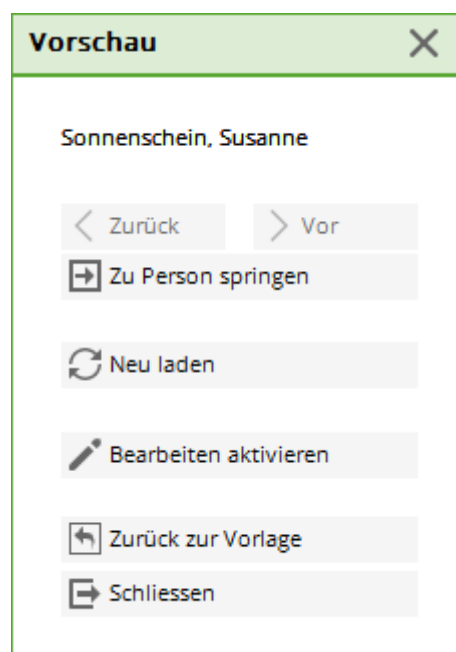 Vorschau
Sonnenschein, Susanne
Zurück Vor
Zu Person springen
Neu laden
Bearbeiten aktivieren
Zurück zur Vorlage
Schliessen